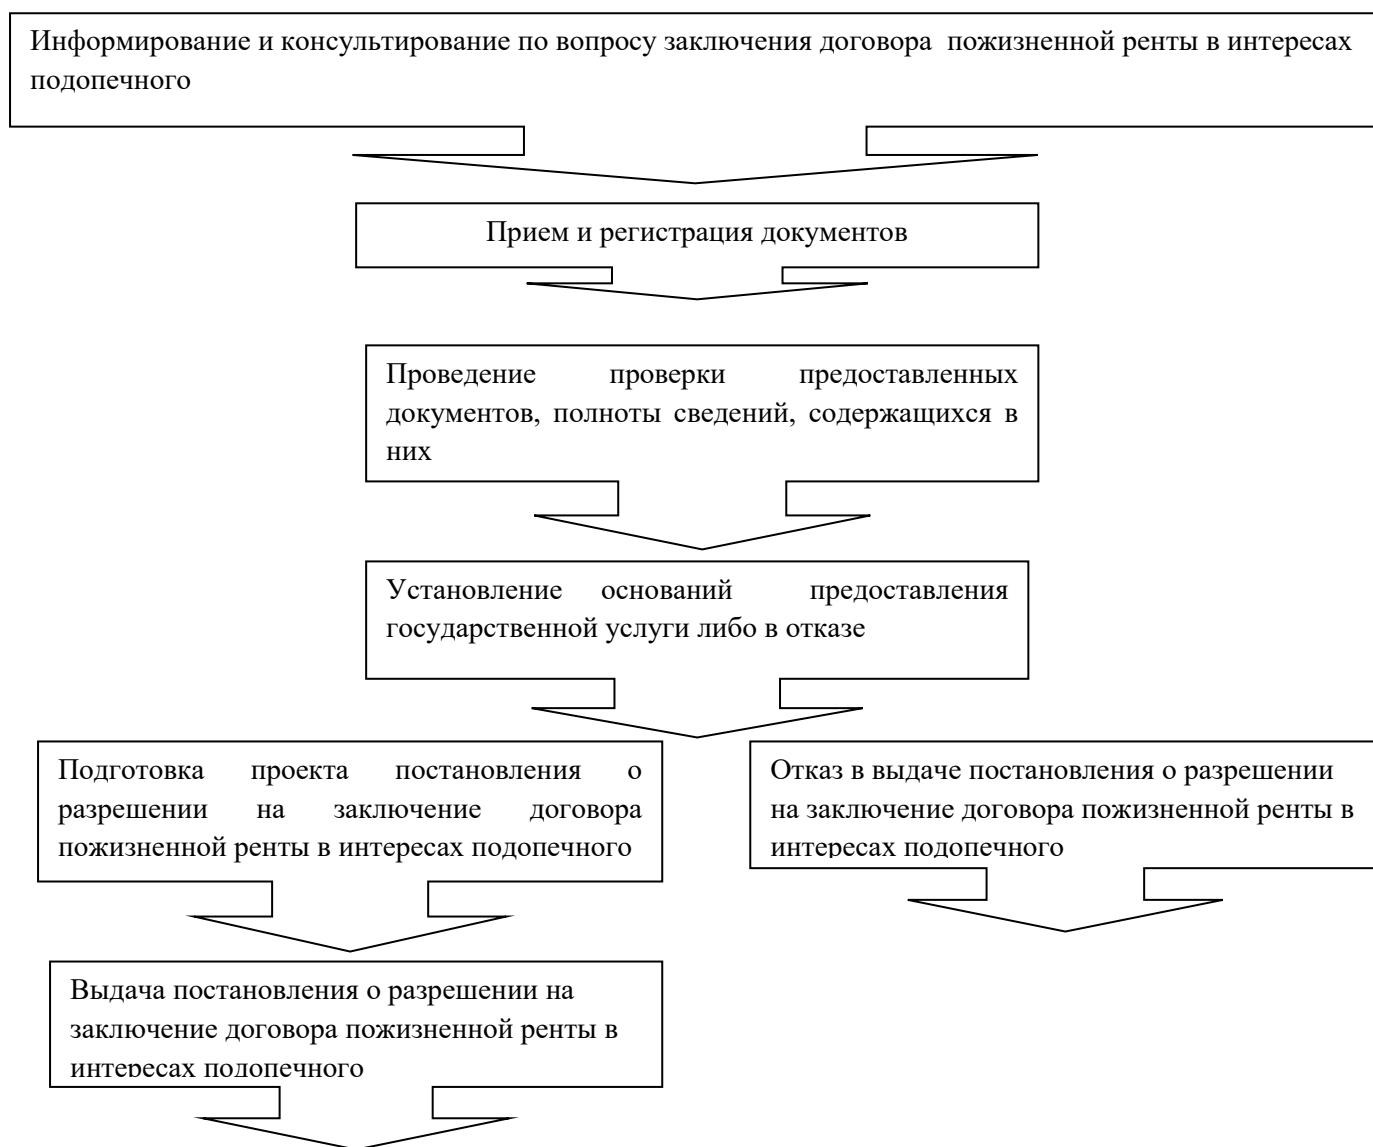 Информирование и консультирование по вопросу заключения договора пожизненной ренты в интересах
подопечного
Прием и регистрация документов
Проведение проверки предоставленных
документов, полноты сведений, содержащихся в
них
Установление оснований предоставления
государственной услуги либо в отказе
Подготовка проекта постановления о
разрешении на заключение договора
пожизненной ренты в интересах подопечного
Отказ в выдаче постановления о разрешении
на заключение договора пожизненной ренты в
интересах подопечного
Выдача постановления о разрешении на
заключение договора пожизненной ренты в
интересах подопечного